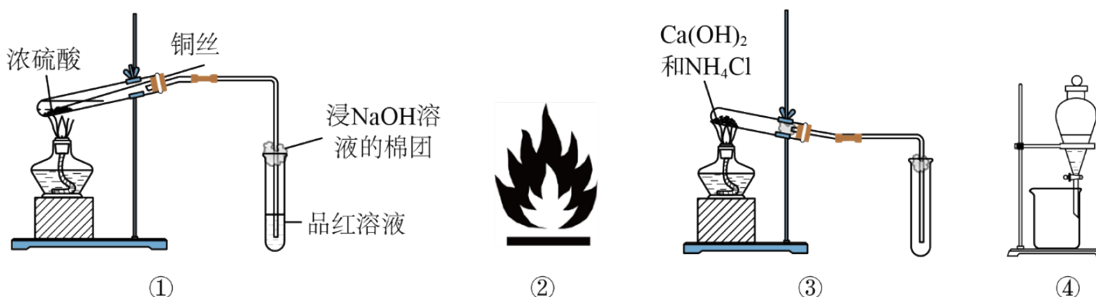 浓硫酸
铜丝
浸NaOH溶
液的棉团
品红溶液
①
②
Ca(OH)₂
和NH₄Cl
③
④